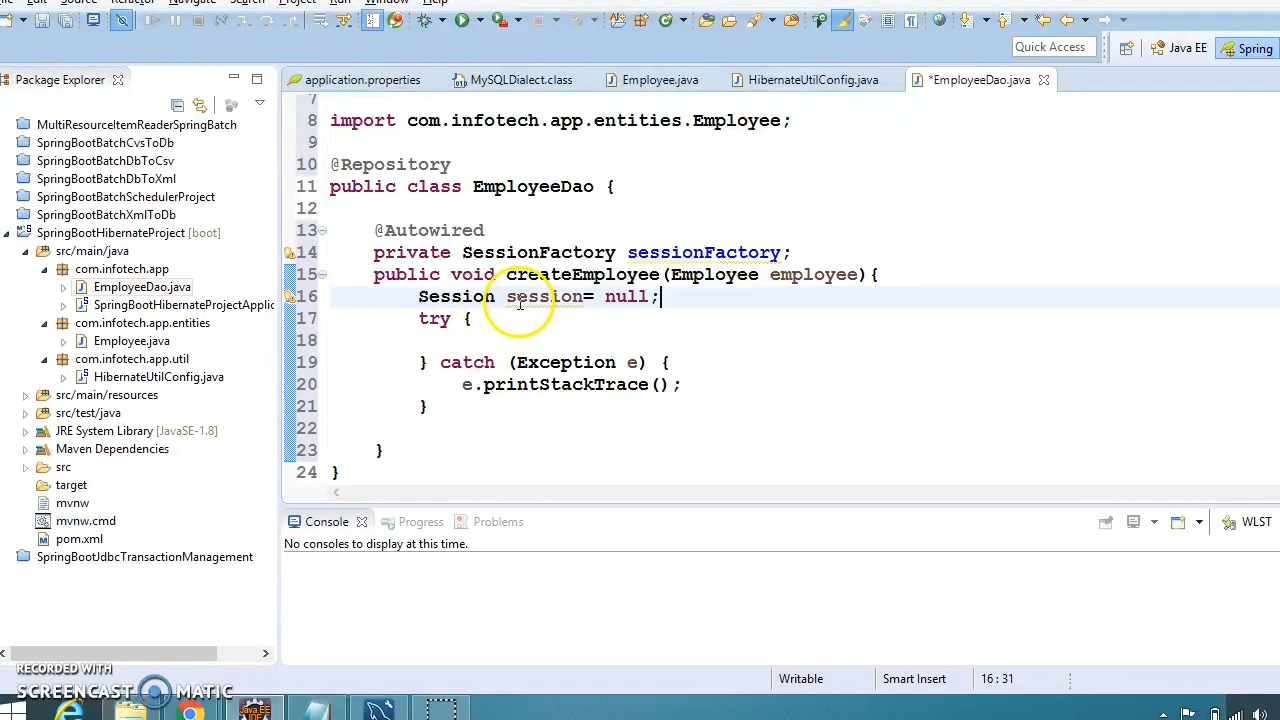 Quick Access
Java EE
Spring
Package Explorer
application.properties
MySQLDialect.class
Employee.java
HibernateUtilConfig.java
*EmployeeDao.java
MultiResourceItemReaderSpringBatch
SpringBootBatchCvsToDb
SpringBootBatchDbToCsv
SpringBootBatchDbToXml
SpringBootBatchSchedulerProject
SpringBootBatchXmlToDb
SpringBootHibernateProject [boot]
src/main/java
com.infotech.app
EmployeeDao.java
SpringBootHibernateProjectApplic
com.infotech.app.entities
Employee.java
com.infotech.app.util
HibernateUtilConfig.java
src/main/resources
src/test/java
JRE System Library [JavaSE-1.8]
Maven Dependencies
src
target
mvnw
mvnw.cmd
pom.xml
SpringBootJdbcTransactionManagement
7
8 import com.infotech.app.entities.Employee;
9
10 @Repository
11 public class EmployeeDao {
12
13 @Autowired
14 private SessionFactory sessionFactory;
15 public void createEmployee(Employee employee){
16 Session session= null;
17 try {
18
19 } catch (Exception e) {
20 e.printStackTrace();
21 }
22
23 }
24 }
Console
Progress
Problems
WLST
No consoles to display at this time.
Writable
Smart Insert
16 : 31
RECORDED WITH
SCREENCAST MATIC